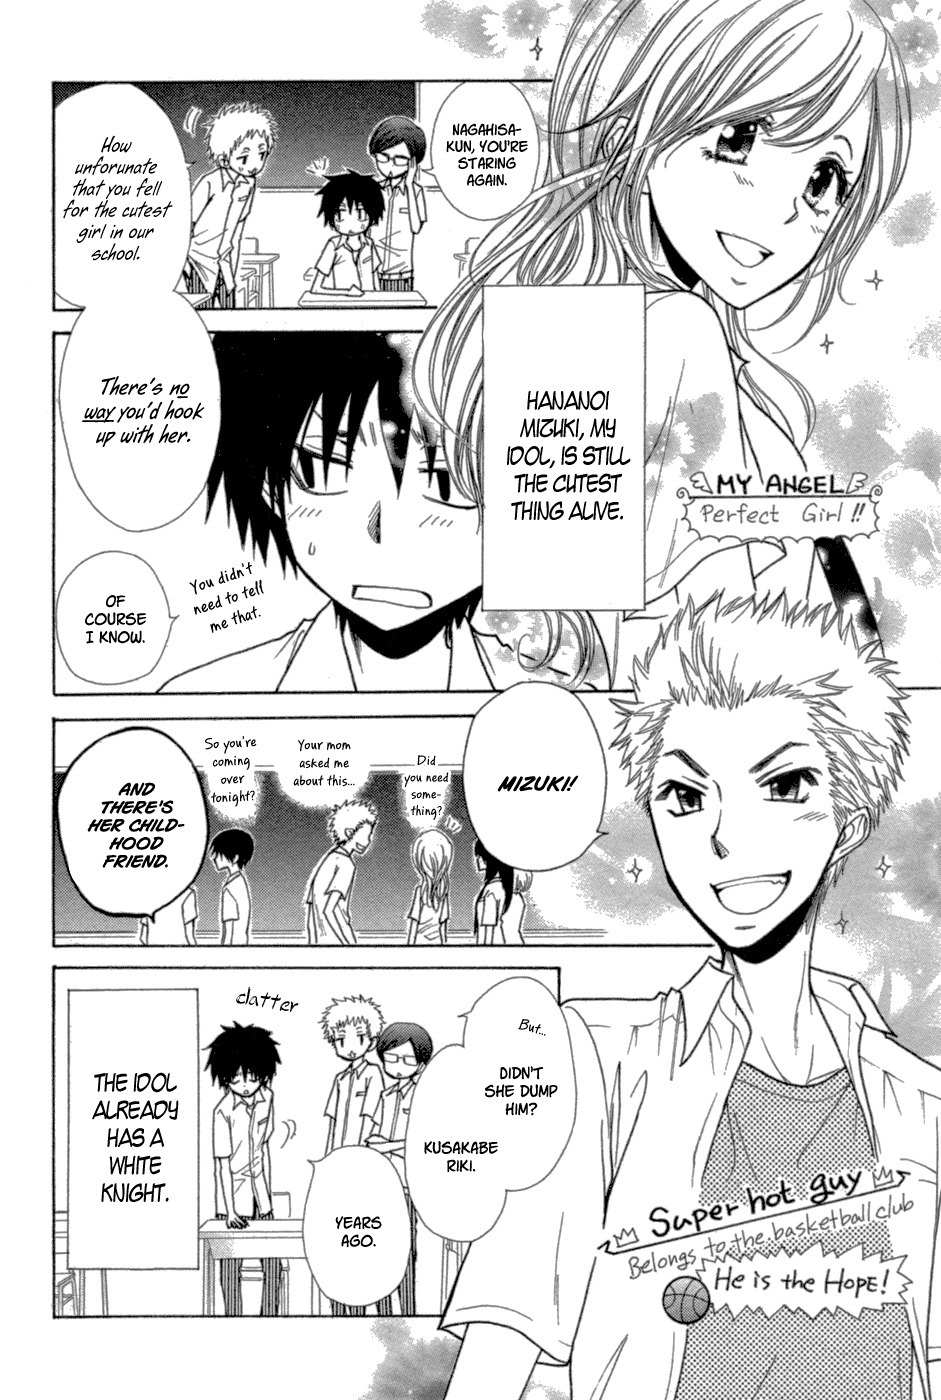 NAGAHISA-
KUN, YOU'RE
STARING
AGAIN.
How
unforunate
that you fell
for the cutest
girl in our
school.
HANANOI
MIZUKI, MY
IDOL, IS STILL
THE CUTEST
THING ALIVE.
MY ANGEL
Perfect Girl!!
There's no
way you'd hook
up with her.
You didn't
need to tell
me that.
OF
COURSE
I KNOW.
MIZUKI!
Did
you need
some-
thing?
Your mom
asked me
about this...
So you're
coming
over
tonight?
AND
THERE'S
HER CHILD-
HOOD
FRIEND.
But...
DIDN'T
SHE DUMP
HIM?
KUSAKABE
RIKI.
clatter
YEARS
AGO.
THE IDOL
ALREADY
HAS A
WHITE
KNIGHT.
Super hot guy
Belongs to the basketball club
He is the HOPE!